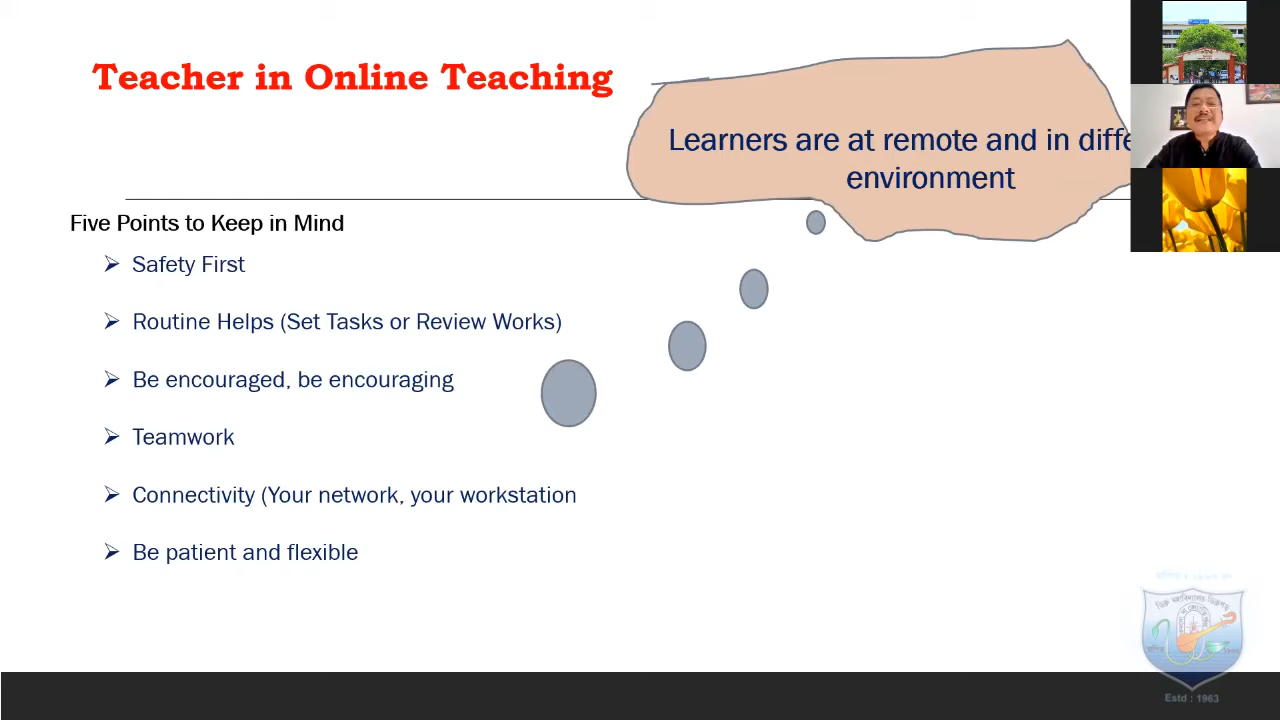 Teacher in Online Teaching
Learners are at remote and in diffe
environment
Five Points to Keep in Mind
Safety First
Routine Helps (Set Tasks or Review Works)
Be encouraged, be encouraging
Teamwork
Connectivity (Your network, your workstation
Be patient and flexible
Estd : 1963